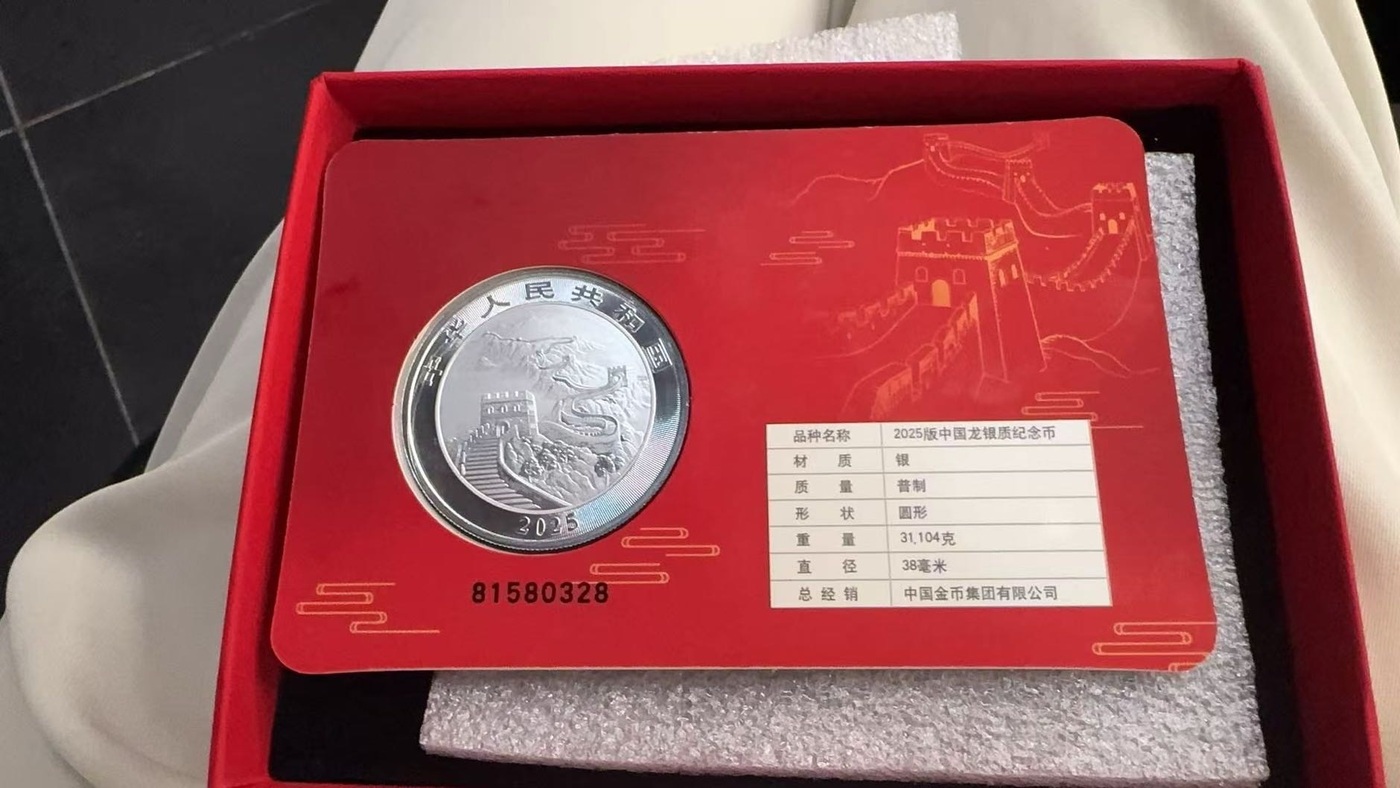 中华人民共和国
2025
81580328
品种名称 2025版中国龙银质纪念币
材 质 银
质 量 普制
形 状 圆形
重 量 31.104克
直 径 38毫米
总 经 销 中国金币集团有限公司